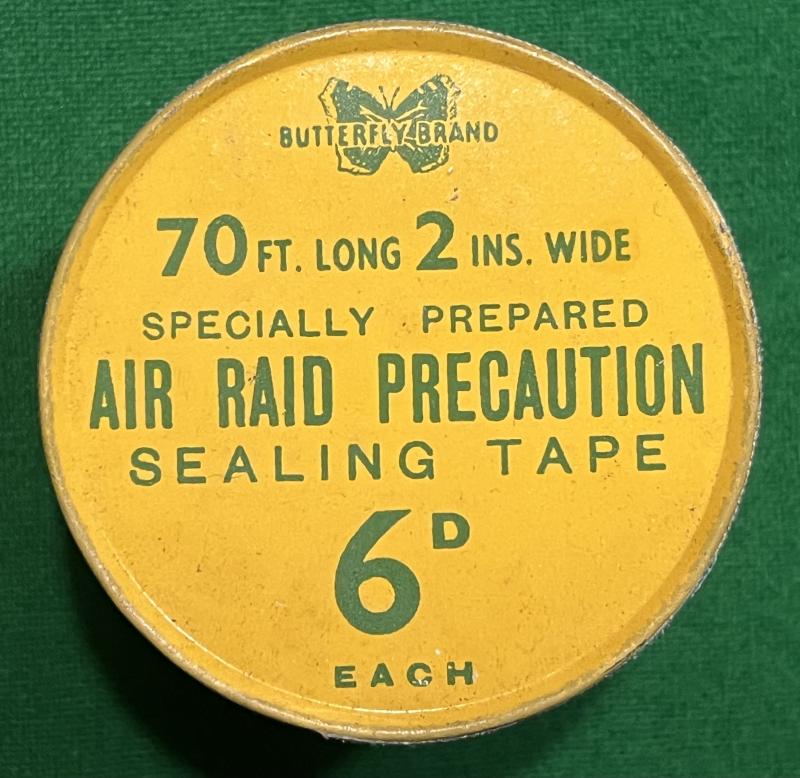 BUTTERFLY BRAND
70 FT. LONG 2 INS. WIDE
SPECIALLY PREPARED
AIR RAID PRECAUTION
SEALING TAPE
6D
EACH